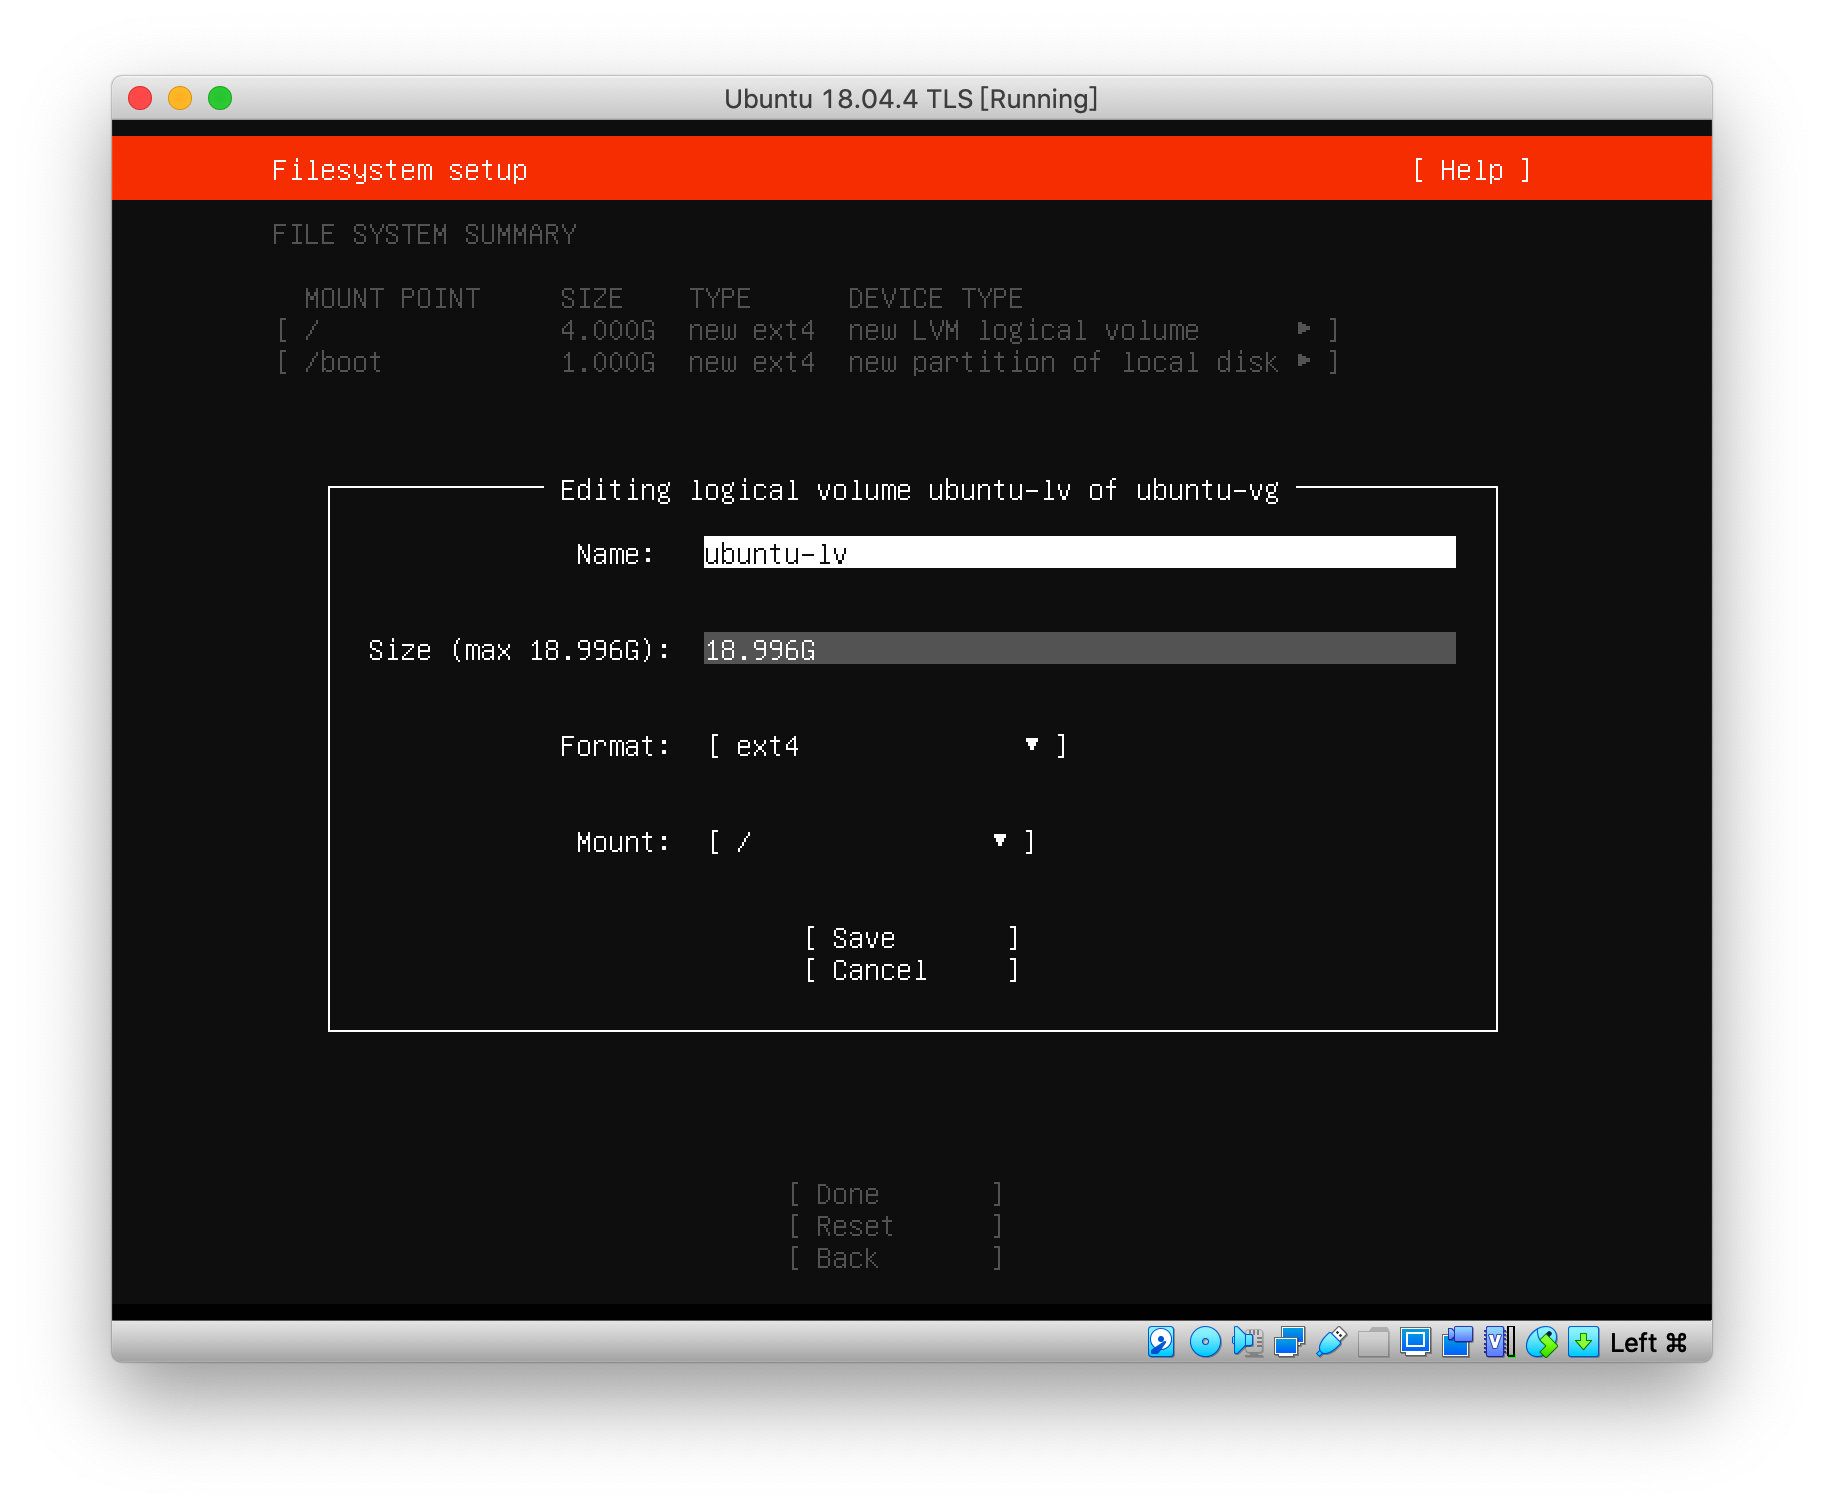 Ubuntu 18.04.4 TLS [Running]
Filesystem setup [ Help ]
FILE SYSTEM SUMMARY
MOUNT POINT SIZE TYPE DEVICE TYPE
[ / 4.000G new ext4 new LVM logical volume ▸ ]
[ /boot 1.000G new ext4 new partition of local disk ▸ ]
Editing logical volume ubuntu-lv of ubuntu-vg
Name: ubuntu-lv
Size (max 18.996G): 18.996G
Format: [ ext4 ▾ ]
Mount: [ / ▾ ]
[ Save ]
[ Cancel ]
[ Done ]
[ Reset ]
[ Back ]
Left ⌘